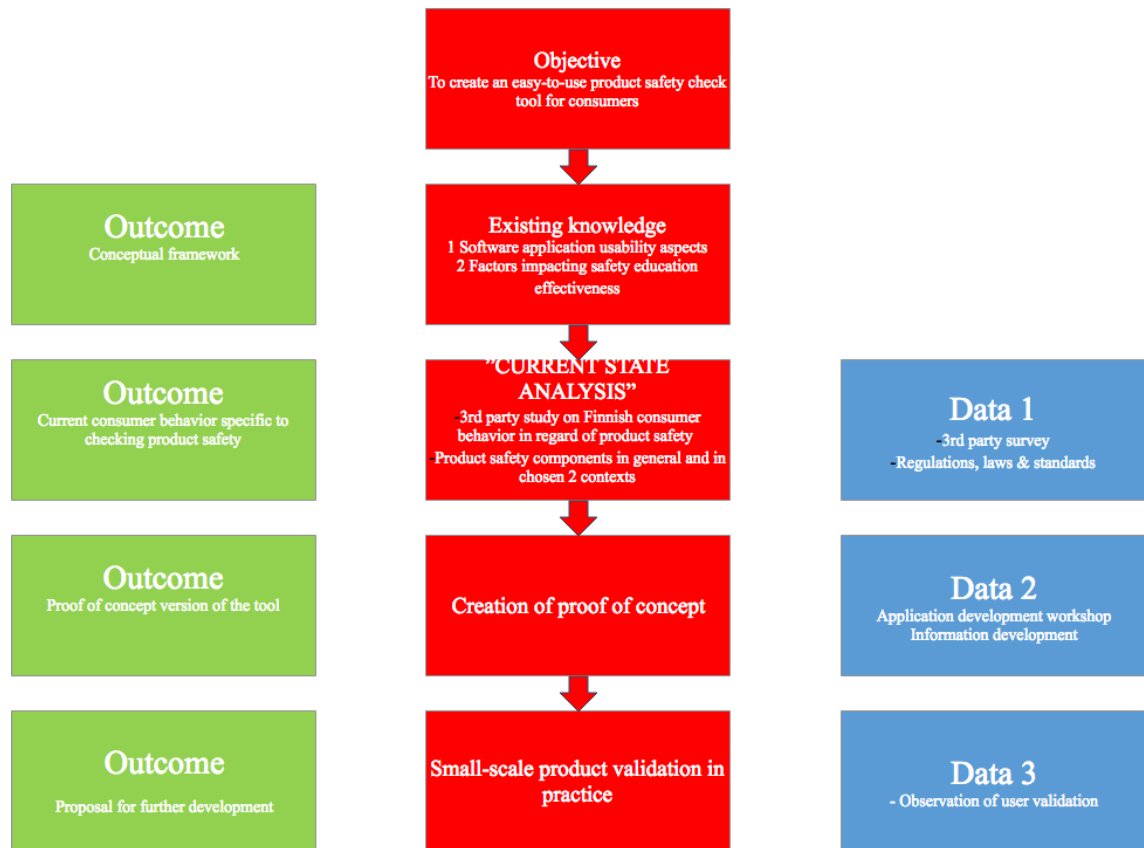 Objective
To create an easy-to-use product safety check
tool for consumers
Outcome
Conceptual framework
Existing knowledge
1 Software application usability aspects
2 Factors impacting safety education
effectiveness
Outcome
Current consumer behavior specific to
checking product safety
"CURRENT STATE
ANALYSIS"
-3rd party study on Finnish consumer
behavior in regard of product safety
-Product safety components in general and in
chosen 2 contexts
Data 1
-3rd party survey
-Regulations, laws & standards
Outcome
Proof of concept version of the tool
Creation of proof of concept
Data 2
Application development workshop
Information development
Outcome
Proposal for further development
Small-scale product validation in
practice
Data 3
- Observation of user validation